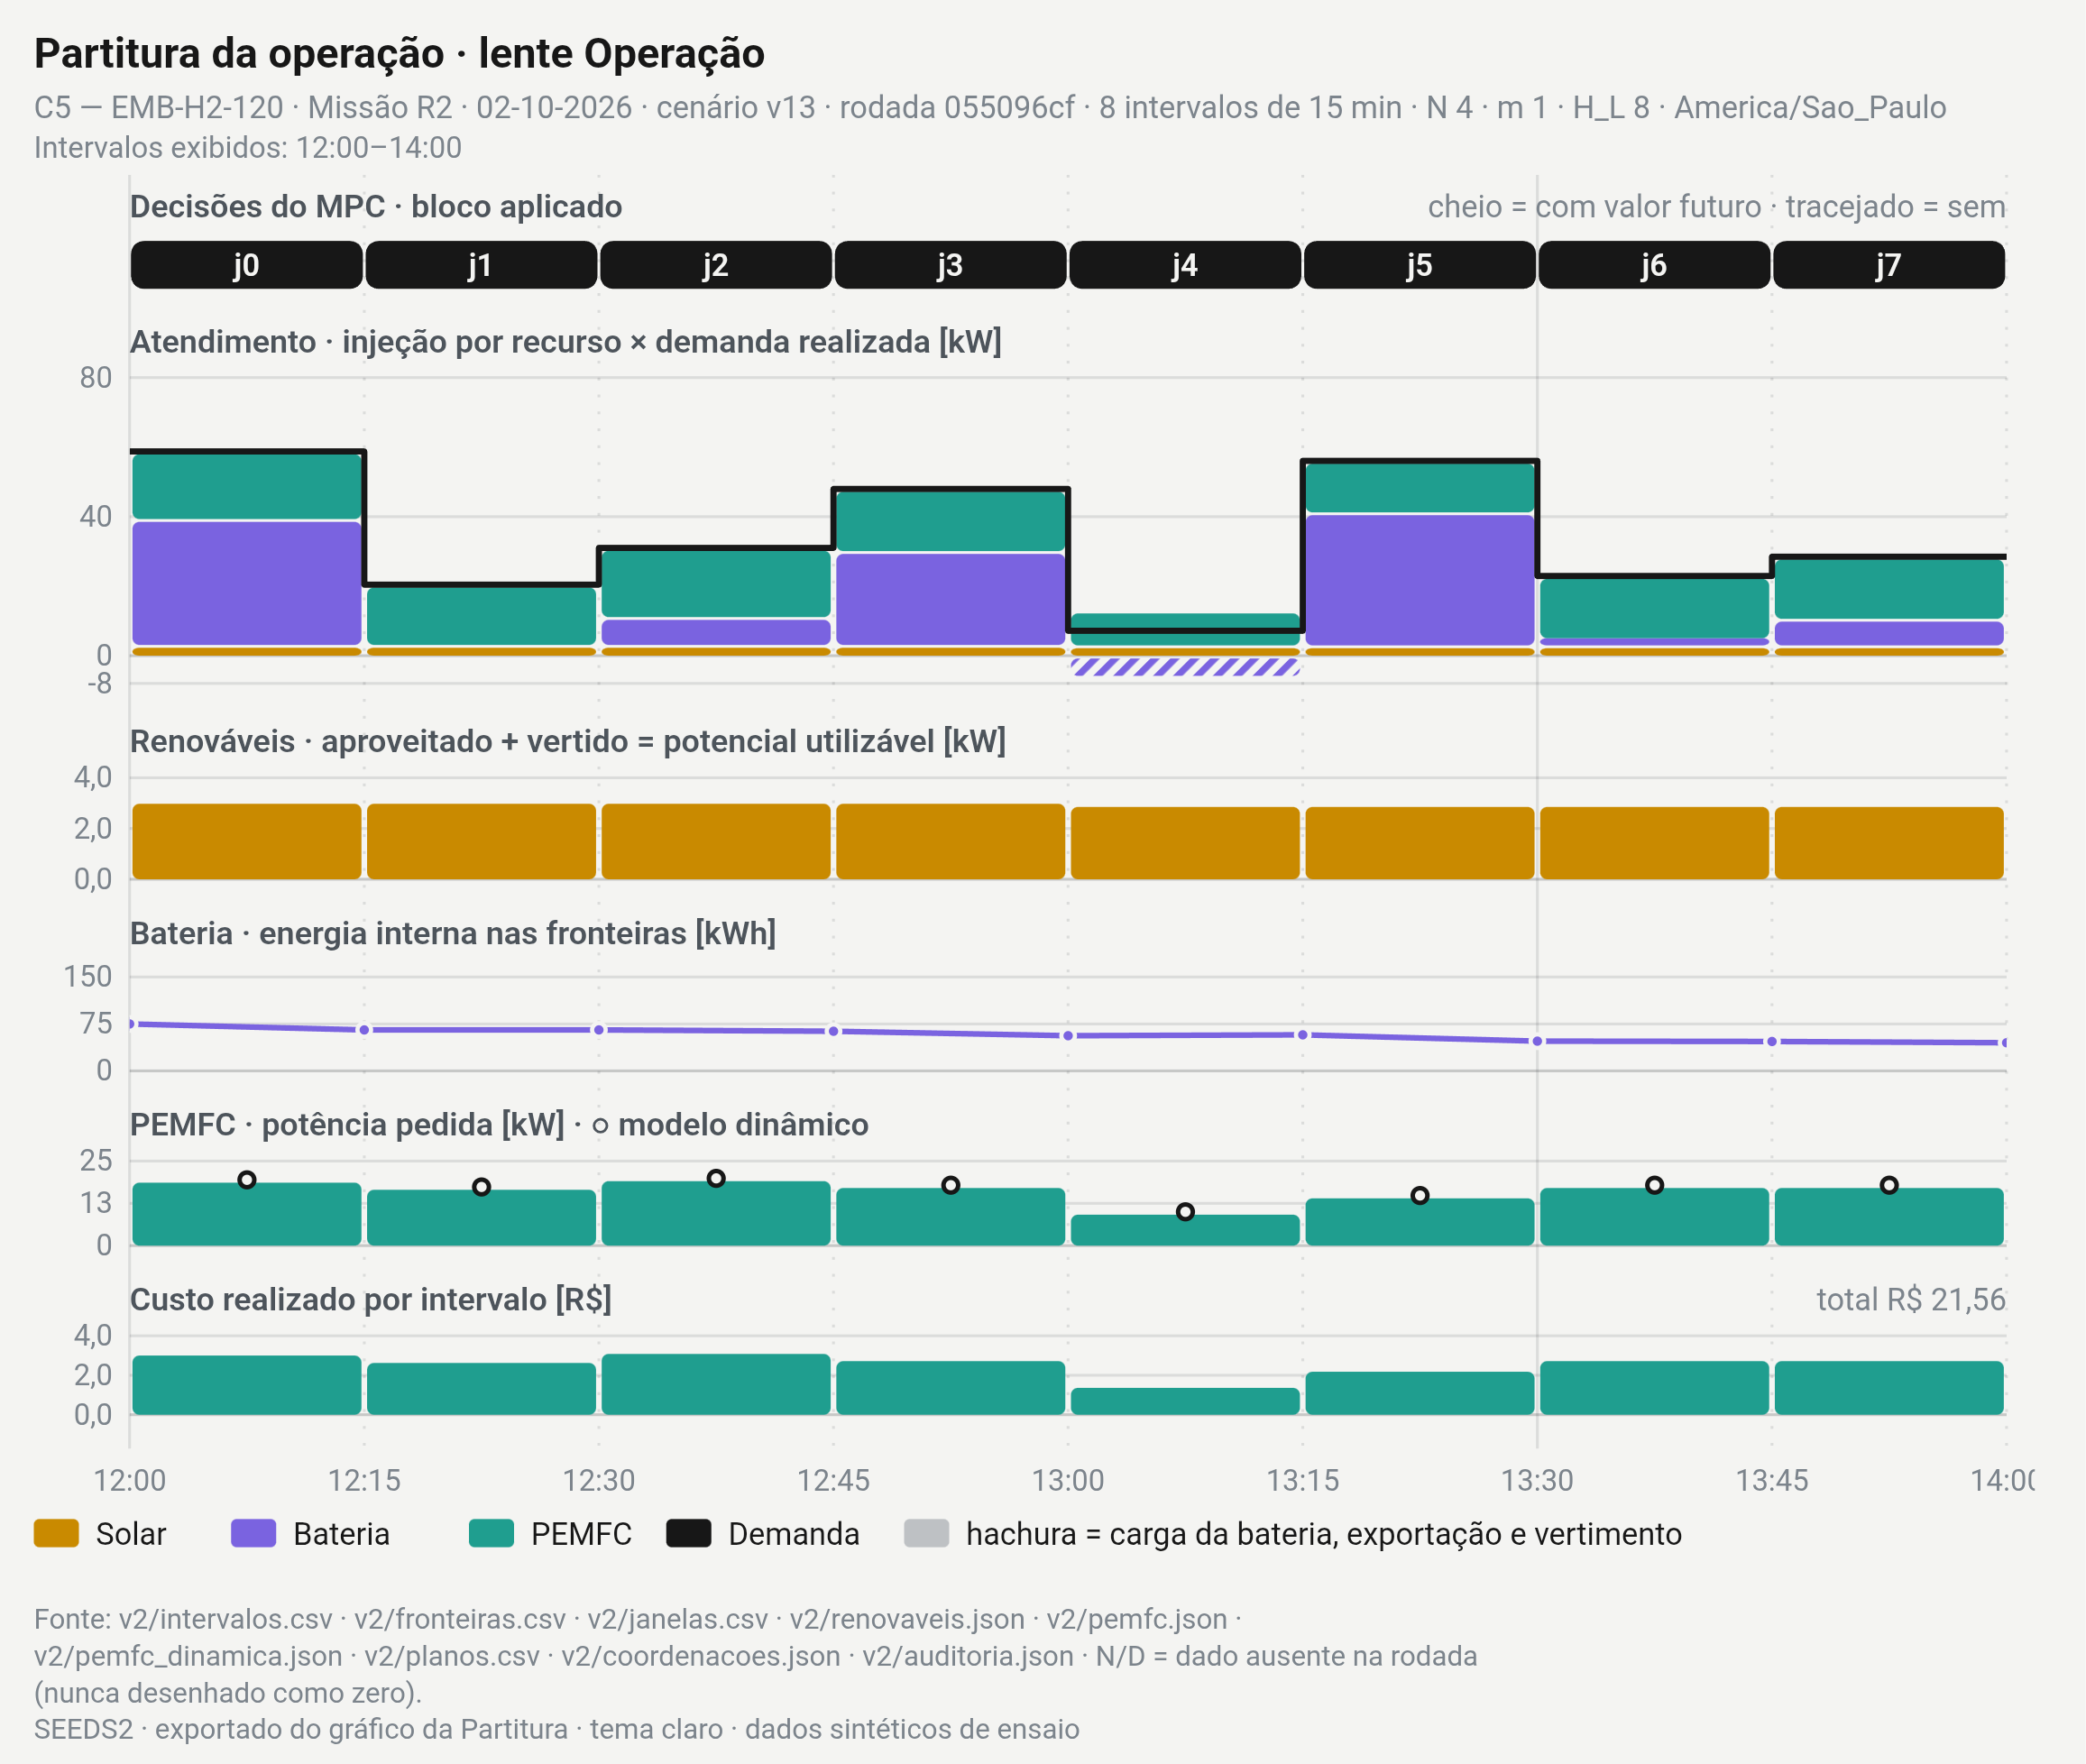 Partitura da operação · lente Operação
C5 — EMB-H2-120 · Missão R2 · 02-10-2026 · cenário v13 · rodada 055096cf · 8 intervalos de 15 min · N 4 · m 1 · H_L 8 · America/Sao_Paulo
Intervalos exibidos: 12:00–14:00
Decisões do MPC · bloco aplicado
cheio = com valor futuro · tracejado = sem
j0 j1 j2 j3 j4 j5 j6 j7
Atendimento · injeção por recurso × demanda realizada [kW]
80
40
0
-8
Renováveis · aproveitado + vertido = potencial utilizável [kW]
4,0
2,0
0,0
Bateria · energia interna nas fronteiras [kWh]
150
75
0
PEMFC · potência pedida [kW] · ○ modelo dinâmico
25
13
0
Custo realizado por intervalo [R$]
total R$ 21,56
4,0
2,0
0,0
12:00 12:15 12:30 12:45 13:00 13:15 13:30 13:45 14:00
Solar Bateria PEMFC Demanda hachura = carga da bateria, exportação e vertimento
Fonte: v2/intervalos.csv · v2/fronteiras.csv · v2/janelas.csv · v2/renovaveis.json · v2/pemfc.json ·
v2/pemfc_dinamica.json · v2/planos.csv · v2/coordenacoes.json · v2/auditoria.json · N/D = dado ausente na rodada
(nunca desenhado como zero).
SEEDS2 · exportado do gráfico da Partitura · tema claro · dados sintéticos de ensaio